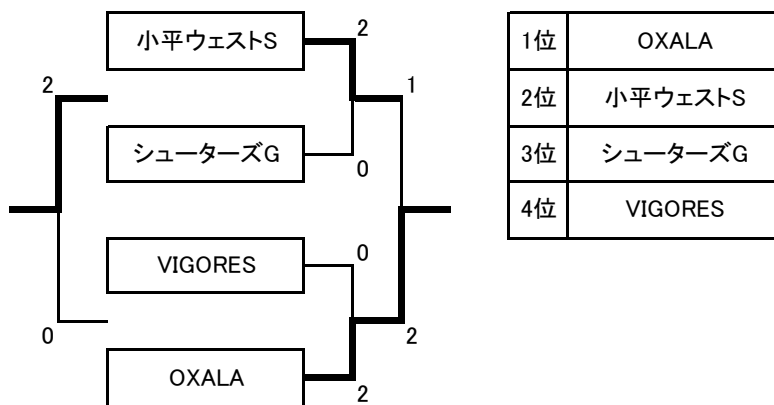 小平ウェストS
シューターズG
VIGORES
OXALA
2
0
2
0
0
2
1
2
1位 OXALA
2位 小平ウェストS
3位 シューターズG
4位 VIGORES